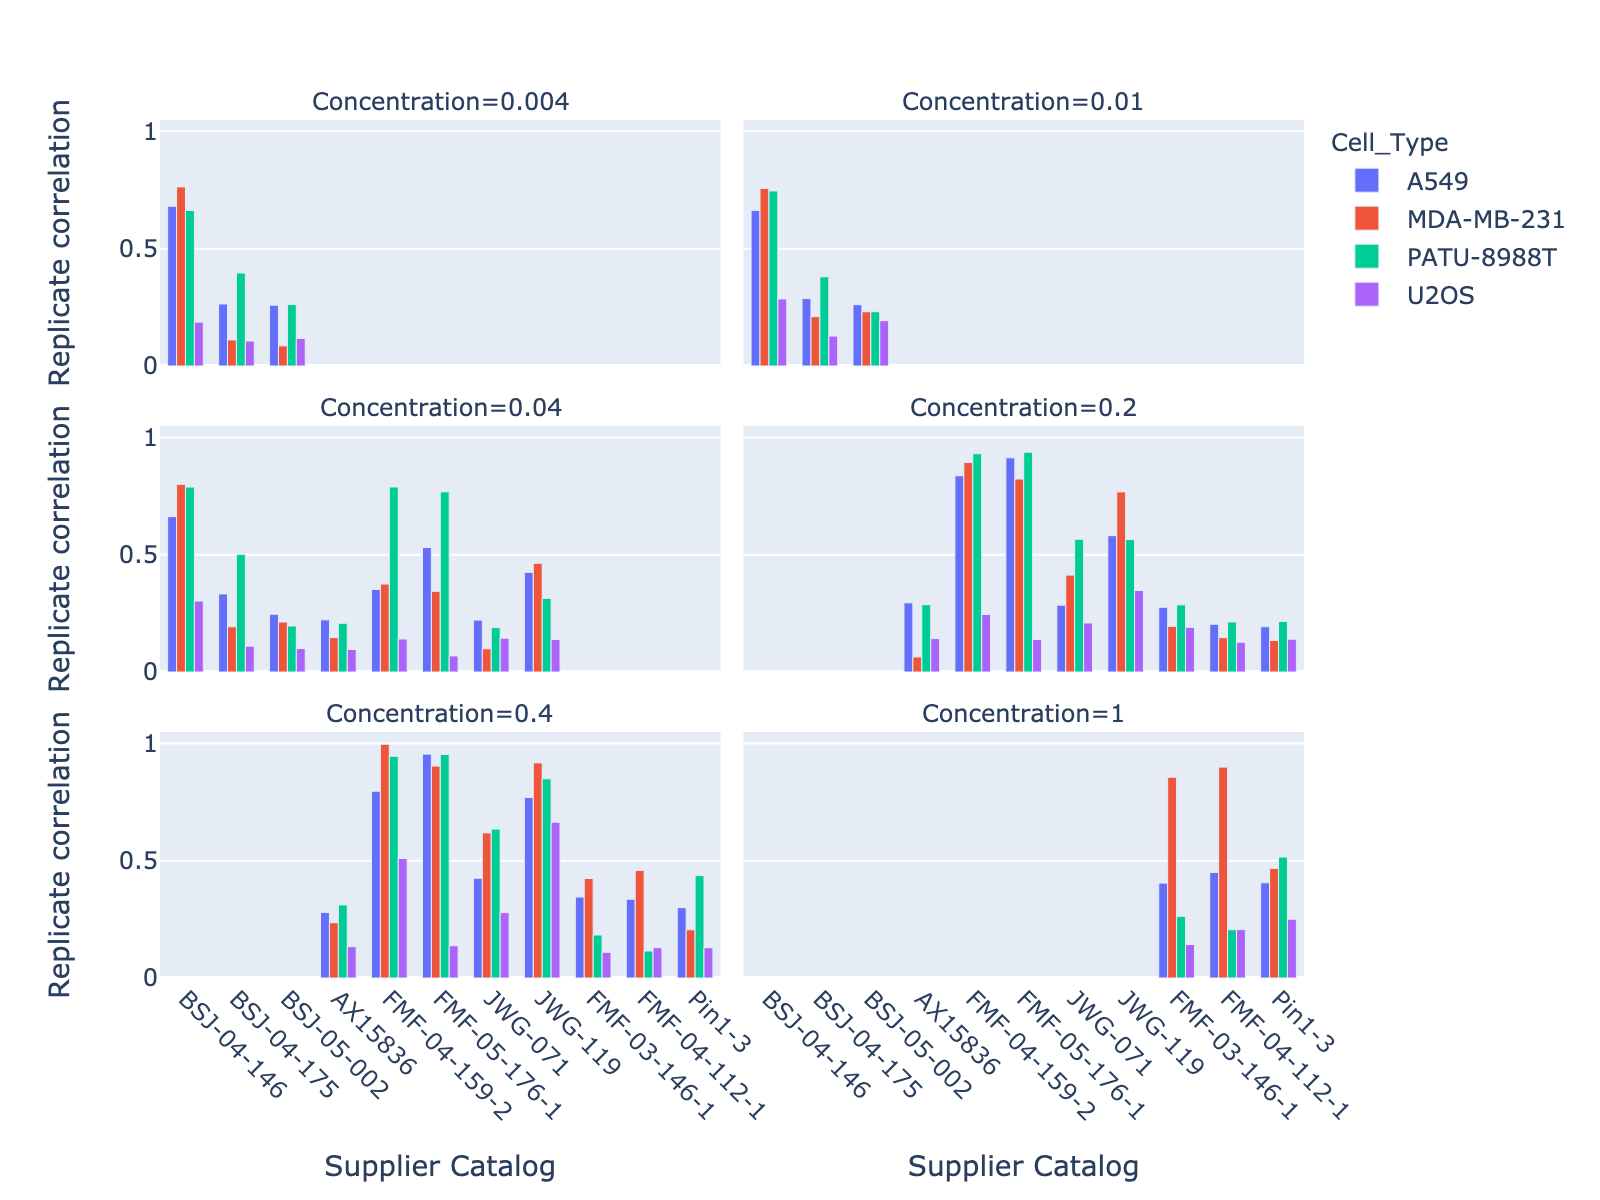 Concentration=0.004
Concentration=0.01
Replicate correlation
1
0.5
0
Cell_Type
A549
MDA-MB-231
PATU-8988T
U2OS
Concentration=0.04
Concentration=0.2
Replicate correlation
1
0.5
0
Concentration=0.4
Concentration=1
Replicate correlation
1
0.5
0
BSJ-04-146
BSJ-04-175
BSJ-05-002
AX15836
FMF-04-159-2
FMF-05-176-1
JWG-071
JWG-119
FMF-03-146-1
FMF-04-112-1
Pin1-3
BSJ-04-146
BSJ-04-175
BSJ-05-002
AX15836
FMF-04-159-2
FMF-05-176-1
JWG-071
JWG-119
FMF-03-146-1
FMF-04-112-1
Pin1-3
Supplier Catalog
Supplier Catalog